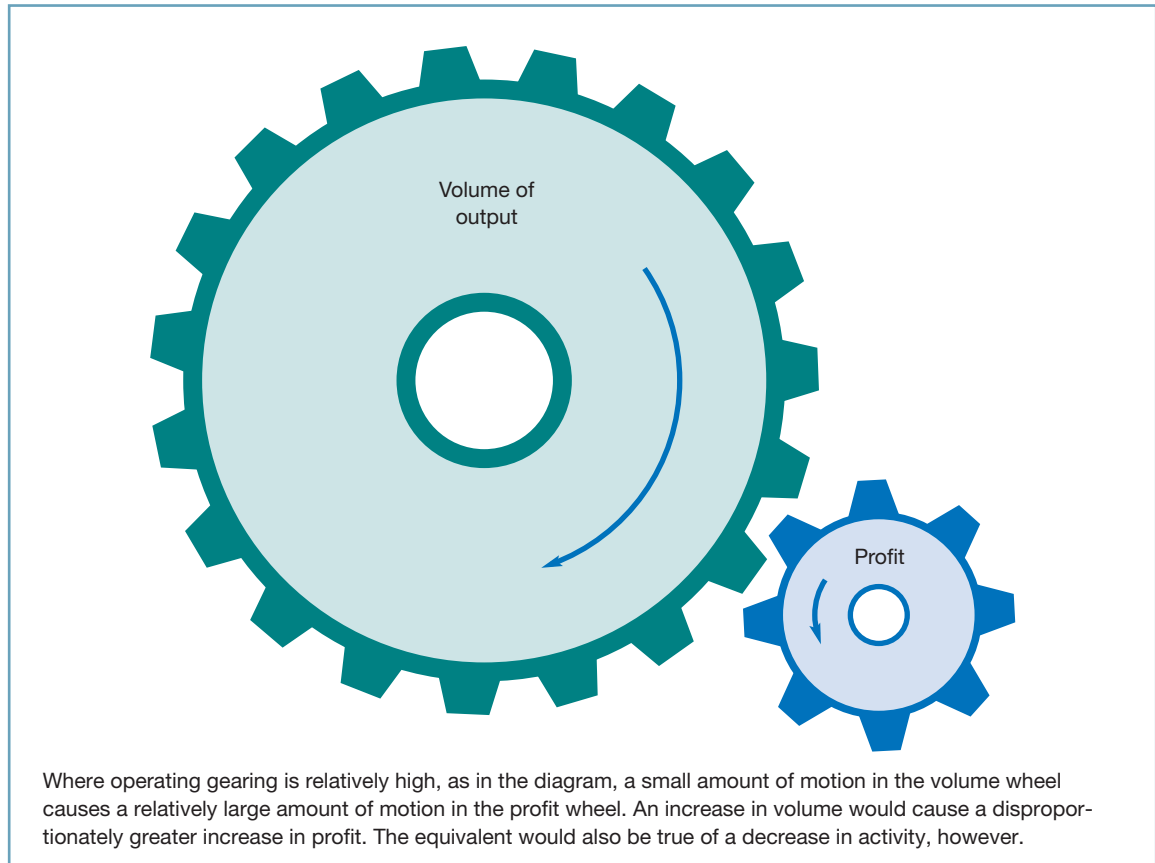 Volume of
output
Profit
Where operating gearing is relatively high, as in the diagram, a small amount of motion in the volume wheel
causes a relatively large amount of motion in the profit wheel. An increase in volume would cause a dispropor-
tionately greater increase in profit. The equivalent would also be true of a decrease in activity, however.